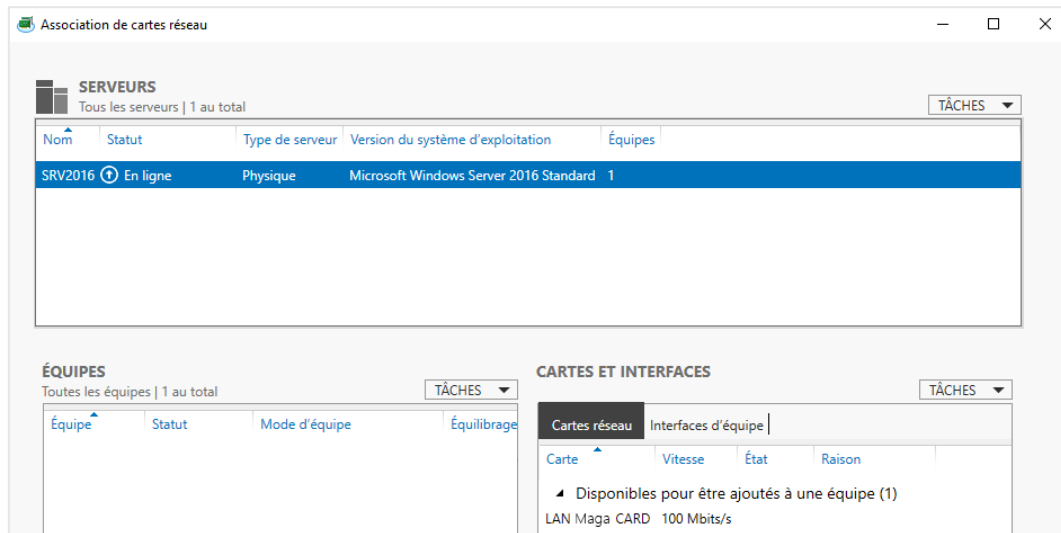 Association de cartes réseau
SERVEURS
Tous les serveurs | 1 au total
TÂCHES
Nom Statut Type de serveur Version du système d'exploitation Équipes
SRV2016 En ligne Physique Microsoft Windows Server 2016 Standard 1
ÉQUIPES
Toutes les équipes | 1 au total
TÂCHES
Équipe Statut Mode d'équipe Équilibrage
CARTES ET INTERFACES
TÂCHES
Cartes réseau Interfaces d'équipe
Carte Vitesse État Raison
Disponibles pour être ajoutés à une équipe (1)
LAN Maga CARD 100 Mbits/s